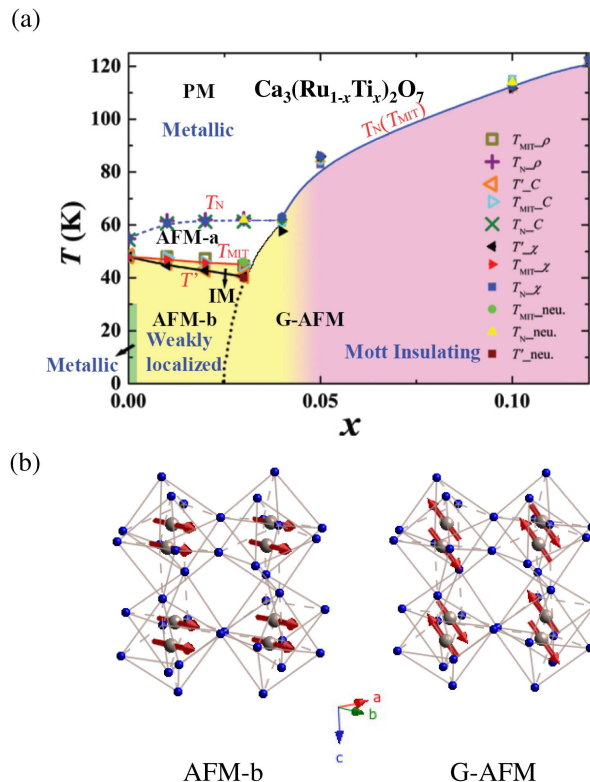 (a)
PM
Ca3(Ru1-xTix)2O7
Metallic
TN(TMIT)
TN
AFM-a
TMIT
T'
IM
AFM-b
G-AFM
Weakly
localized
Metallic
Mott Insulating
TMIT_ρ
TN_ρ
T'_C
TMIT_C
TN_C
T'_χ
TMIT_χ
TN_χ
TMIT_neu.
TN_neu.
T'_neu.
T (K)
120
100
80
60
40
20
0
0.00
0.05
0.10
x
(b)
a
b
c
AFM-b
G-AFM